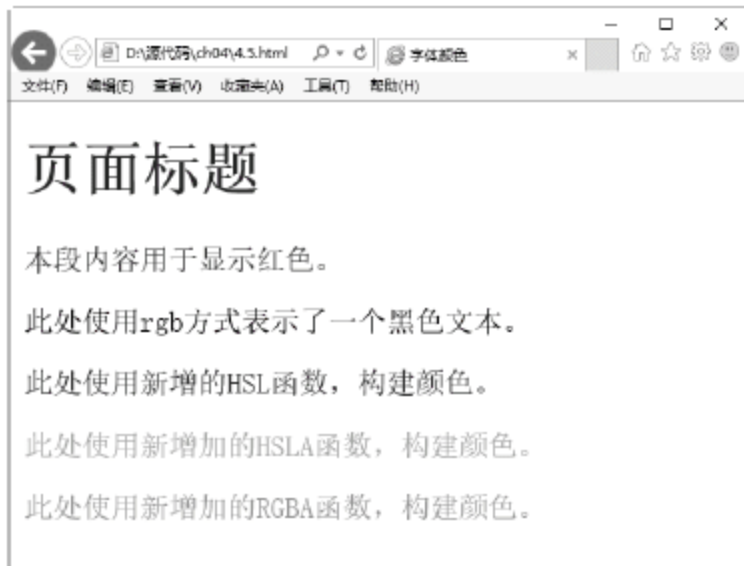 D:\源代码\ch04\4.5.html 字体颜色
文件(F) 编辑(E) 查看(V) 收藏夹(A) 工具(T) 帮助(H)
页面标题
本段内容用于显示红色。
此处使用rgb方式表示了一个黑色文本。
此处使用新增的HSL函数，构建颜色。
此处使用新增加的HSLA函数，构建颜色。
此处使用新增加的RGBA函数，构建颜色。